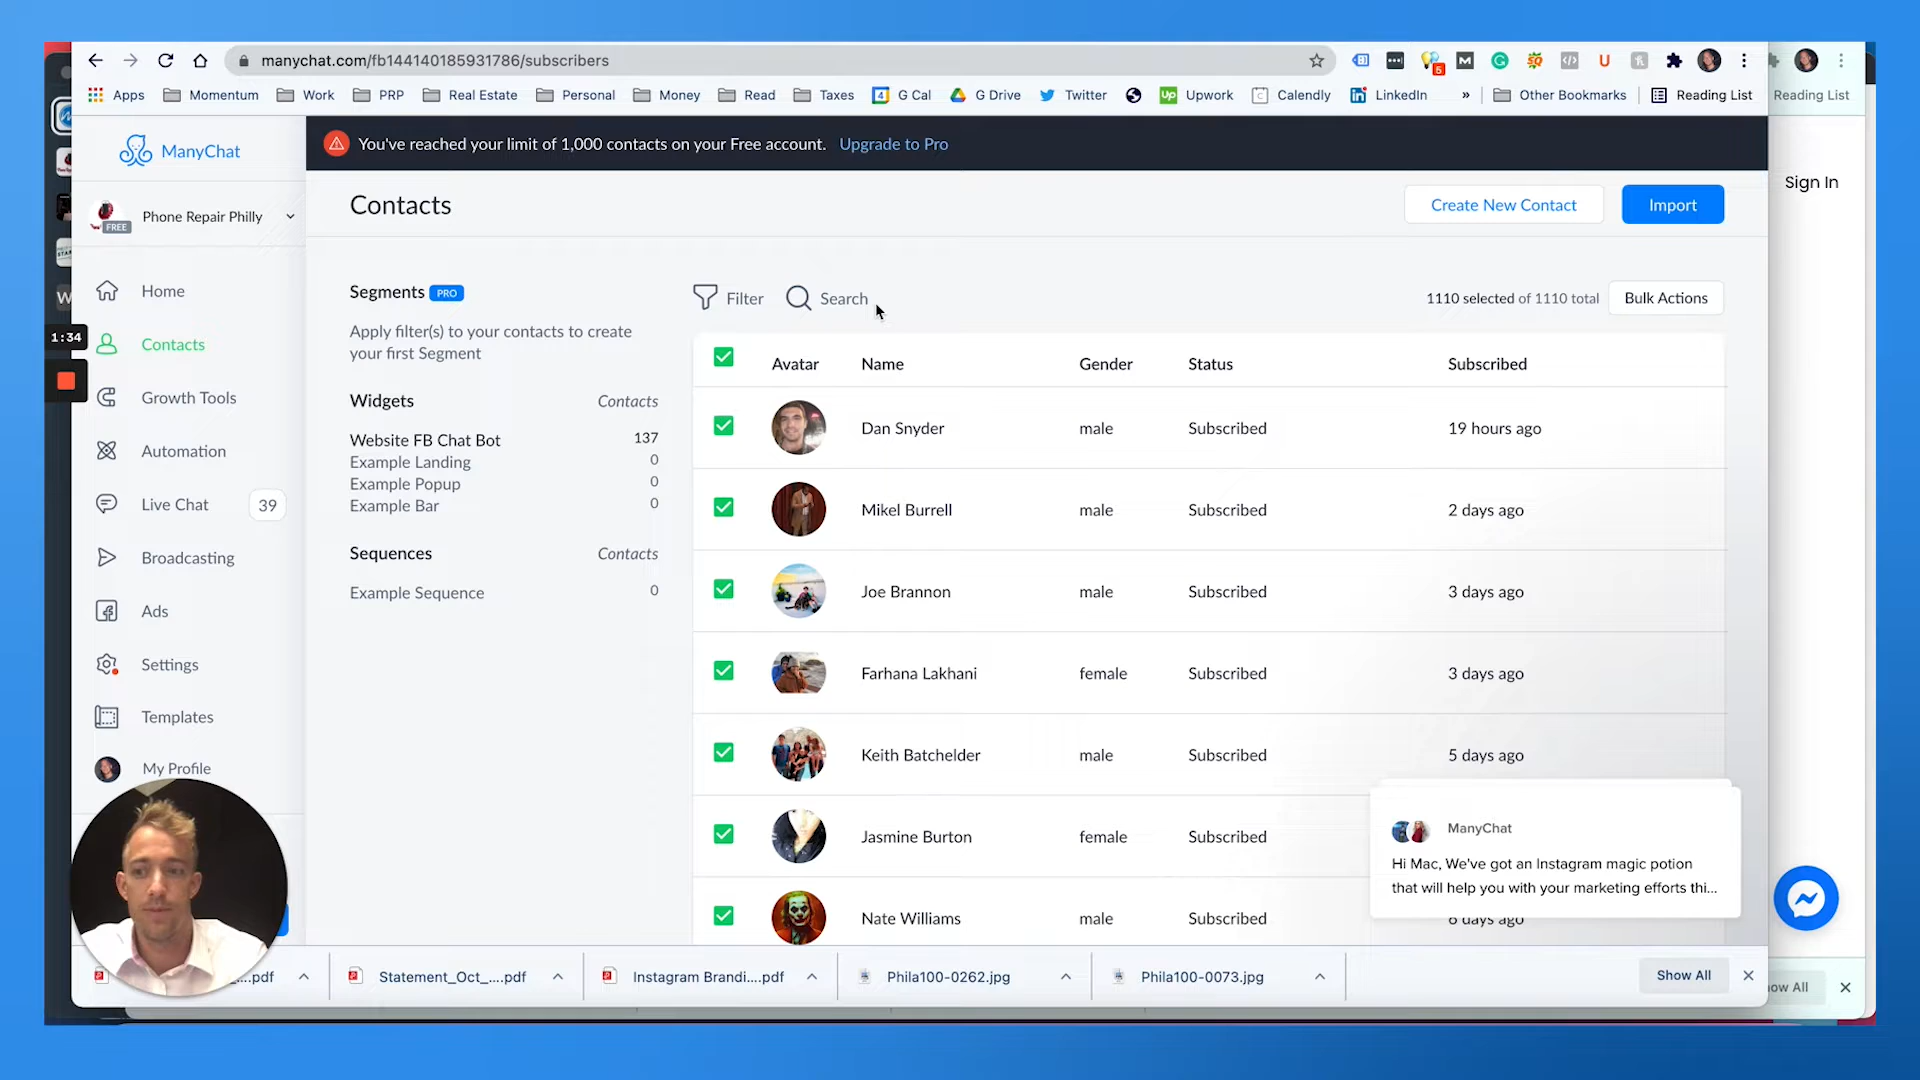 manychat.com/fb144140185931786/subscribers
5
Apps
Momentum
Work
PRP
Real Estate
Personal
Money
Read
Taxes
4
G Cal
G Drive
Twitter
up
Upwork
Calendly
in
LinkedIn
»
Other Bookmarks
Reading List
Reading List
ManyChat
You've reached your limit of 1,000 contacts on your Free account. Upgrade to Pro
Sign In
Phone Repair Philly
FREE
Contacts
Create New Contact
Import
Home
Contacts
Growth Tools
Automation
Live Chat
39
Broadcasting
Ads
Settings
Templates
My Profile
1:34
Segments PRO
Apply filter(s) to your contacts to create
your first Segment
Widgets Contacts
Website FB Chat Bot 137
Example Landing 0
Example Popup 0
Example Bar 0
Sequences Contacts
Example Sequence 0
Filter
Search
1110 selected of 1110 total
Bulk Actions
Avatar Name Gender Status Subscribed
Dan Snyder male Subscribed 19 hours ago
Mikel Burrell male Subscribed 2 days ago
Joe Brannon male Subscribed 3 days ago
Farhana Lakhani female Subscribed 3 days ago
Keith Batchelder male Subscribed 5 days ago
Jasmine Burton female Subscribed
Nate Williams male Subscribed 6 days ago
ManyChat
Hi Mac, We've got an Instagram magic potion
that will help you with your marketing efforts thi...
....pdf
Statement_Oct_....pdf
Instagram Brandi....pdf
Phila100-0262.jpg
Phila100-0073.jpg
Show All
ow All